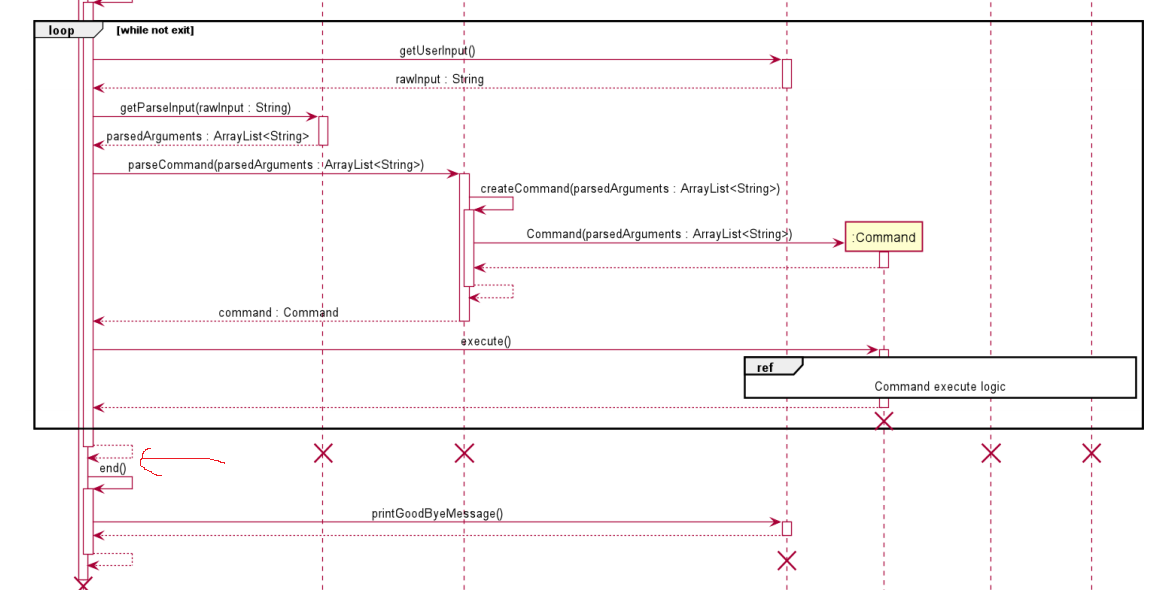 loop [while not exit]
getUserInput()
rawInput : String
getParseInput(rawInput : String)
parsedArguments : ArrayList<String>
parseCommand(parsedArguments : ArrayList<String>)
createCommand(parsedArguments : ArrayList<String>)
Command(parsedArguments : ArrayList<String>)
:Command
command : Command
execute()
ref
Command execute logic
end()
printGoodByeMessage()